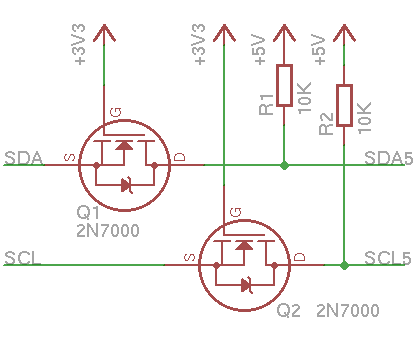 +3V3
+3V3
+5V
+5V
R1
10K
R2
10K
G
SDA
S
D
SDA5
Q1
2N7000
G
SCL
S
D
SCL5
Q2
2N7000